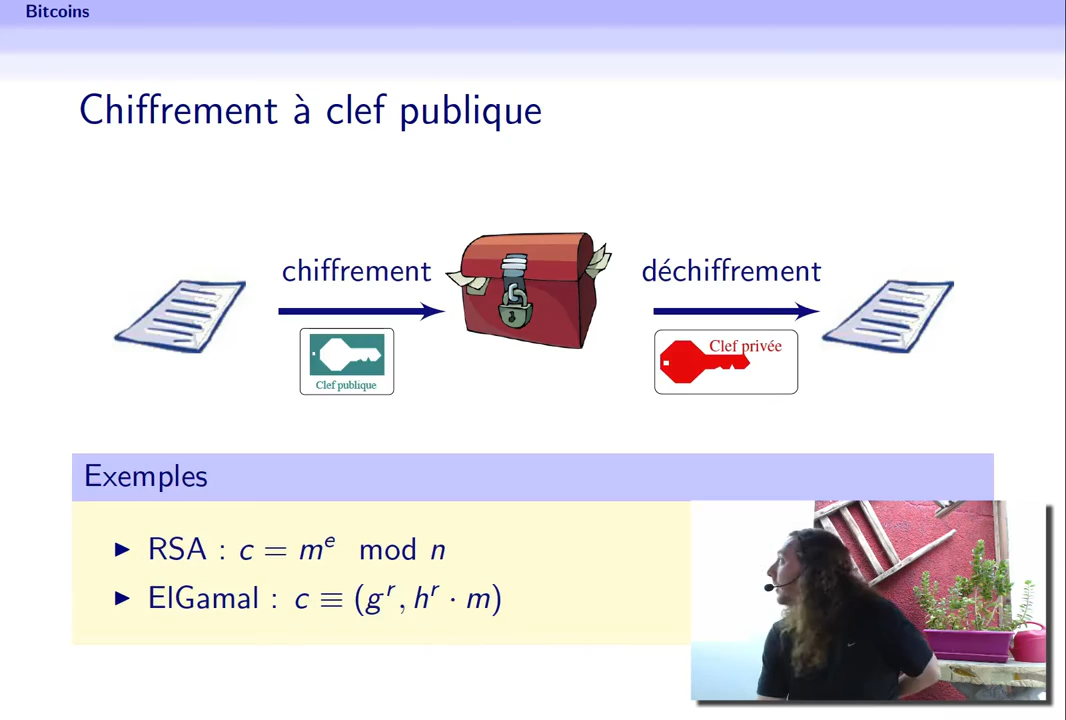 Bitcoins
Chiffrement à clef publique
chiffrement
déchiffrement
Clef publique
Clef privée
Exemples
▶ RSA : c = m^e mod n
▶ ElGamal : c ≡ (g^r, h^r · m)